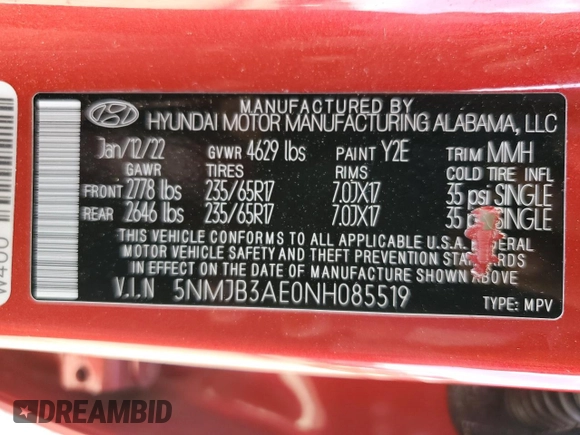 MANUFACTURED BY
HYUNDAI MOTOR MANUFACTURING ALABAMA, LLC
Jan/12/22 GVWR 4629 lbs PAINT Y2E TRIM MMH
GAWR TIRES RIMS COLD TIRE INFL
FRONT 2778 lbs 235/65R17 7.0JX17 35 psi SINGLE
REAR 2646 lbs 235/65R17 7.0JX17 35 SINGLE
THIS VEHICLE CONFORMS TO ALL APPLICABLE U.S.A. FEDERAL
MOTOR VEHICLE SAFETY AND THEFT PREVENTION STANDARDS
IN EFFECT ON THE DATE OF MANUFACTURE SHOWN ABOVE
V.I.N 5NMJB3AE0NH085519 TYPE: MPV
W400
DREAMBID